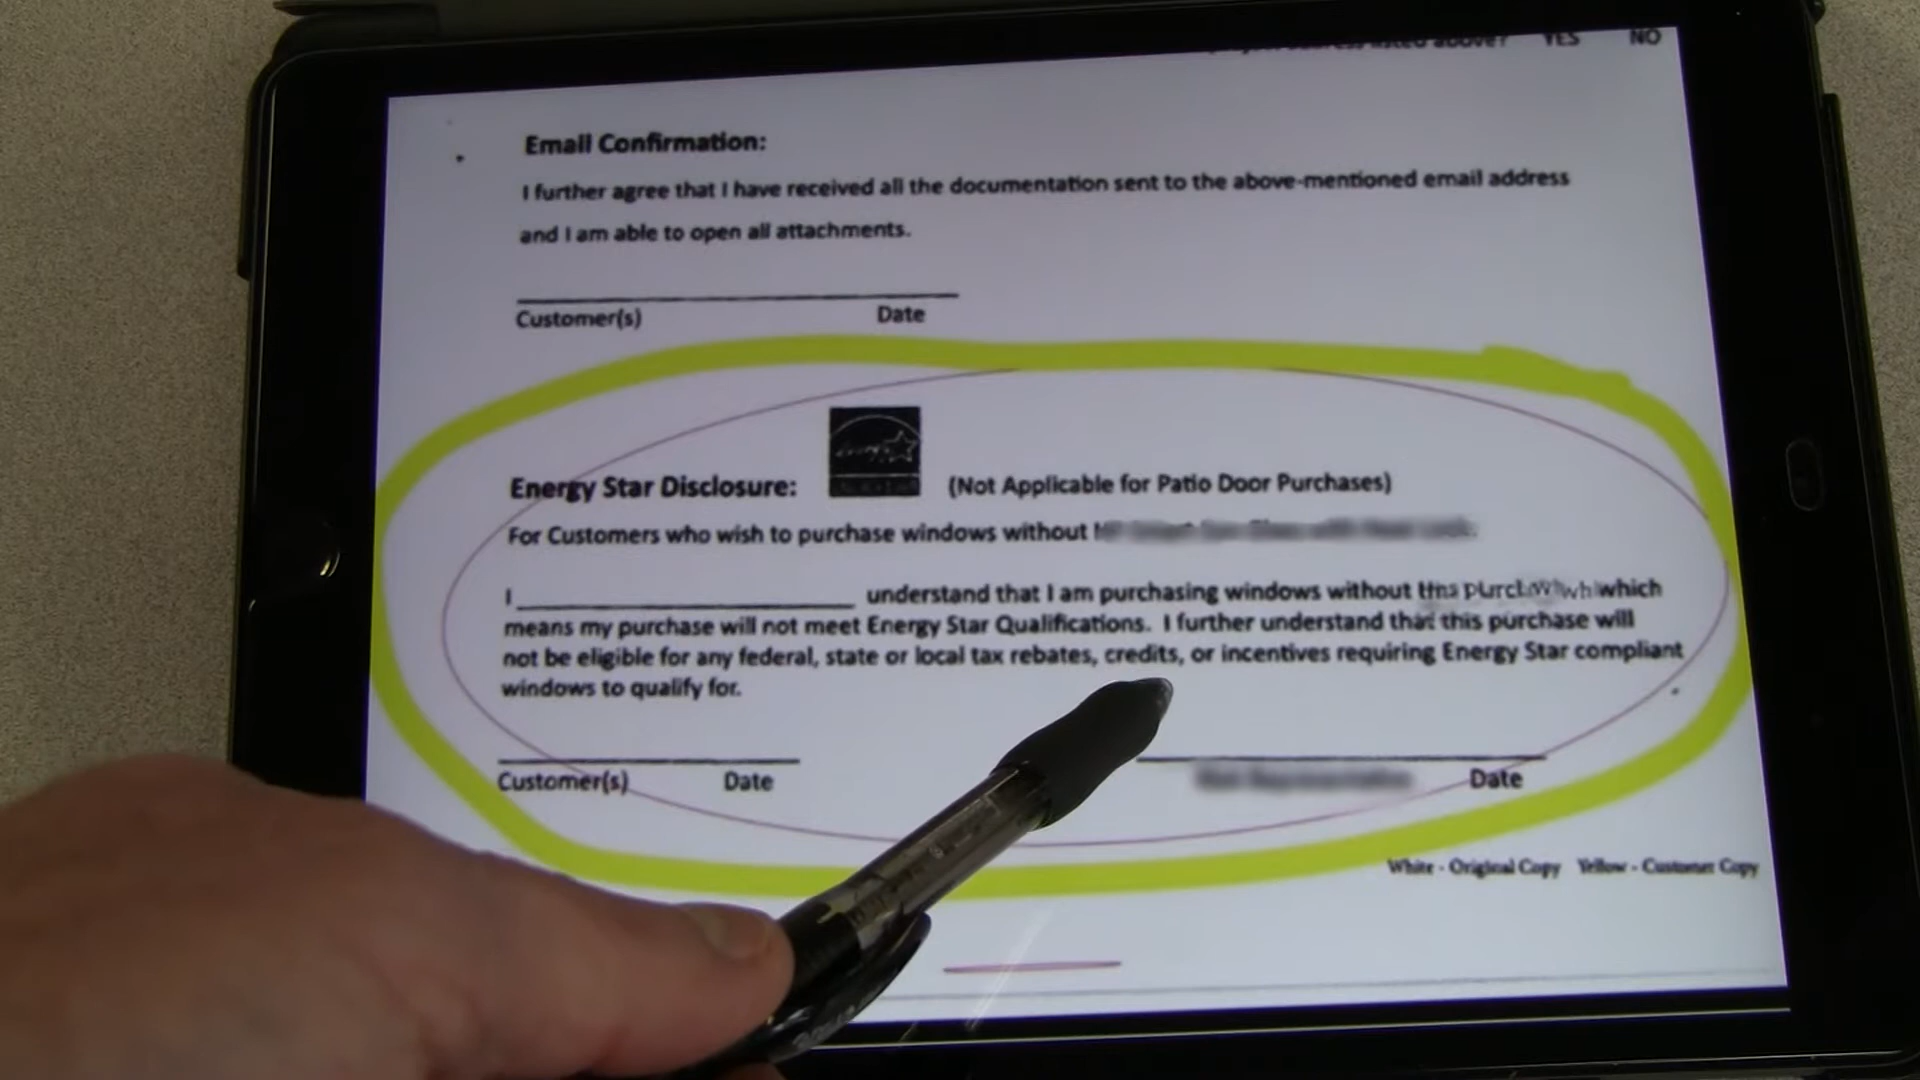 listed above? YES NO
Email Confirmation:
I further agree that I have received all the documentation sent to the above-mentioned email address
and I am able to open all attachments.
Customer(s) Date
Energy Star Disclosure: (Not Applicable for Patio Door Purchases)
For Customers who wish to purchase windows without
I understand that I am purchasing windows without which
means my purchase will not meet Energy Star Qualifications. I further understand that this purchase will
not be eligible for any federal, state or local tax rebates, credits, or incentives requiring Energy Star compliant
windows to qualify for.
Customer(s) Date Date
White - Original Copy Yellow - Customer Copy